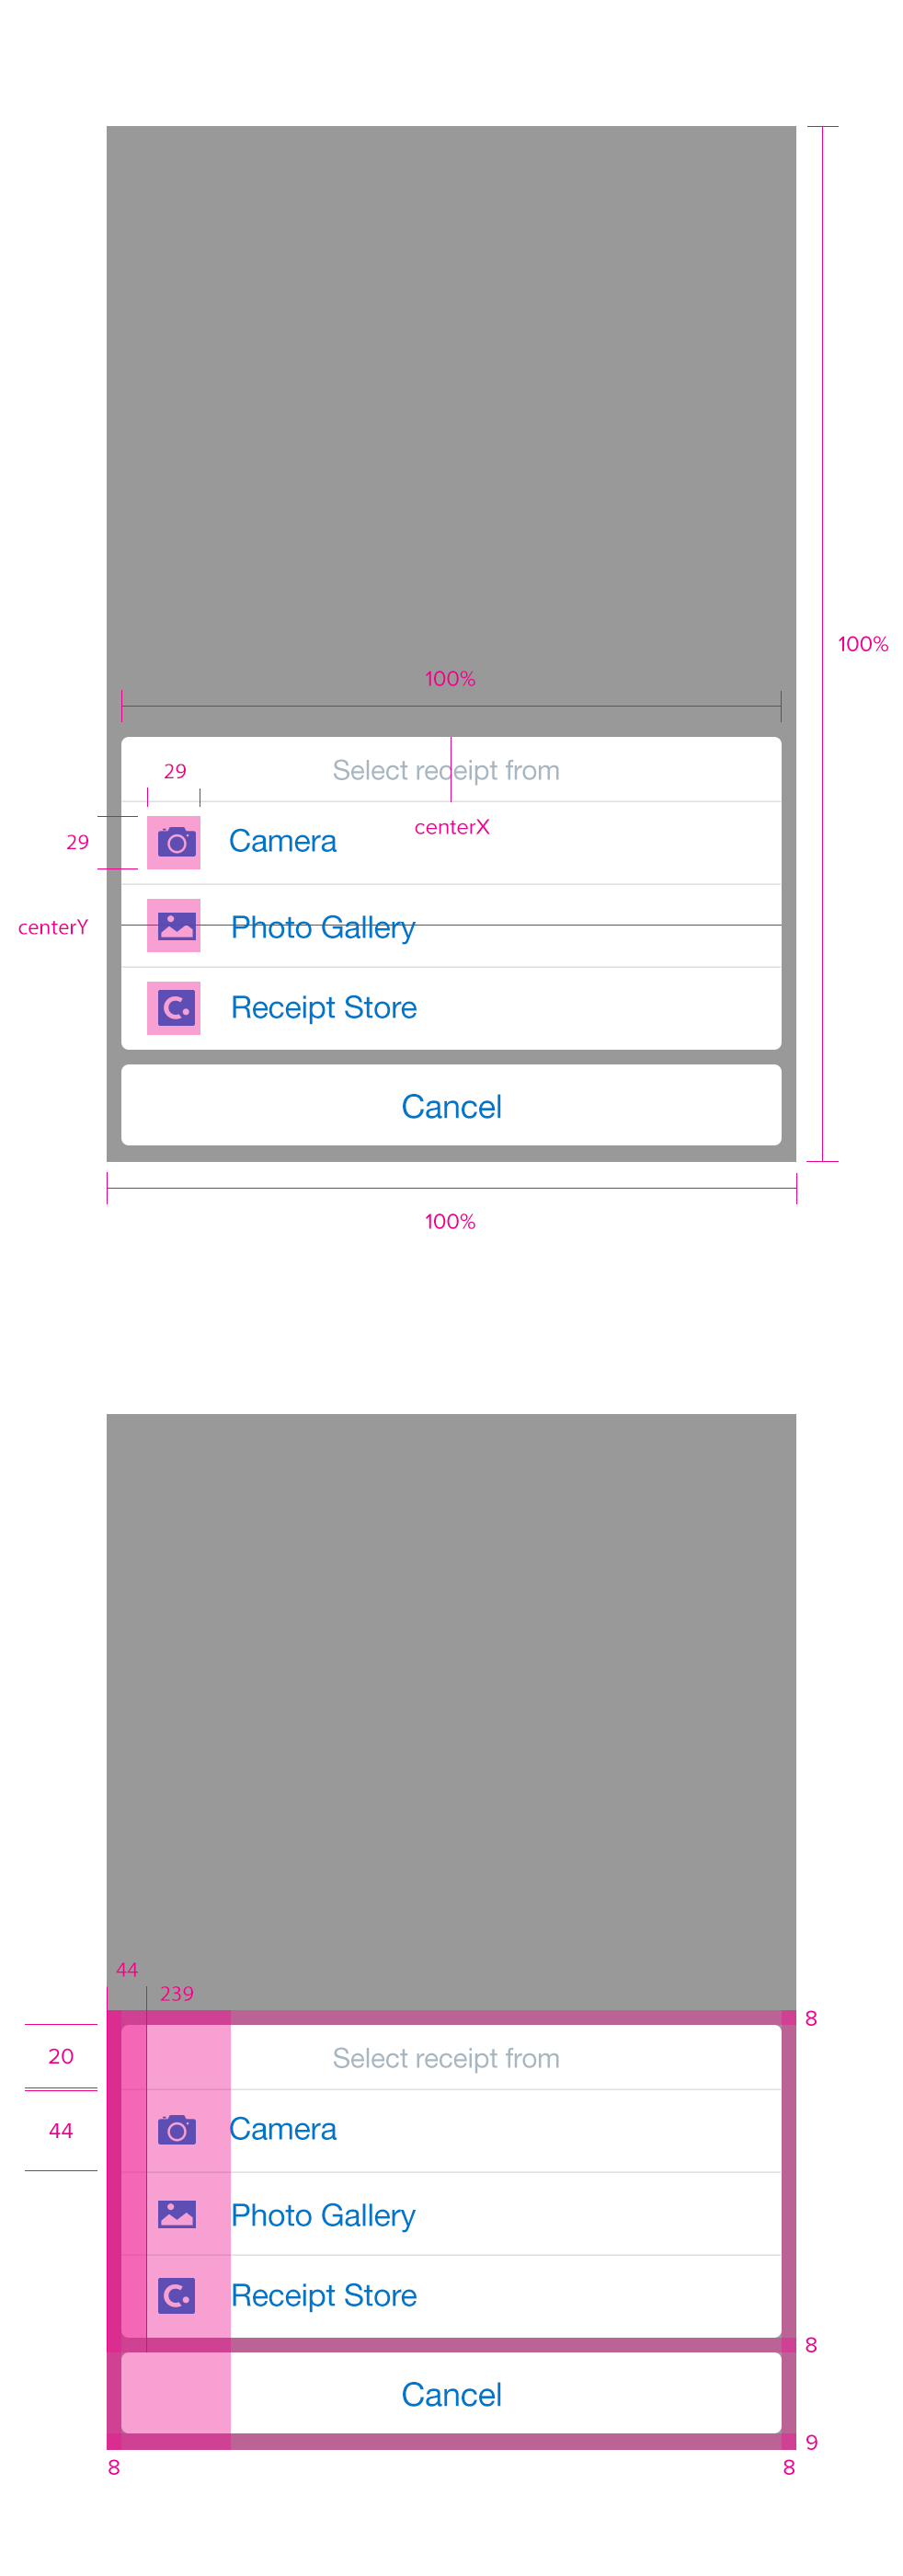 100%
100%
Select receipt from
29
centerX
29
Camera
centerY
Photo Gallery
C.
Receipt Store
Cancel
100%
44
239
8
20
Select receipt from
44
Camera
Photo Gallery
C.
Receipt Store
8
Cancel
9
8
8